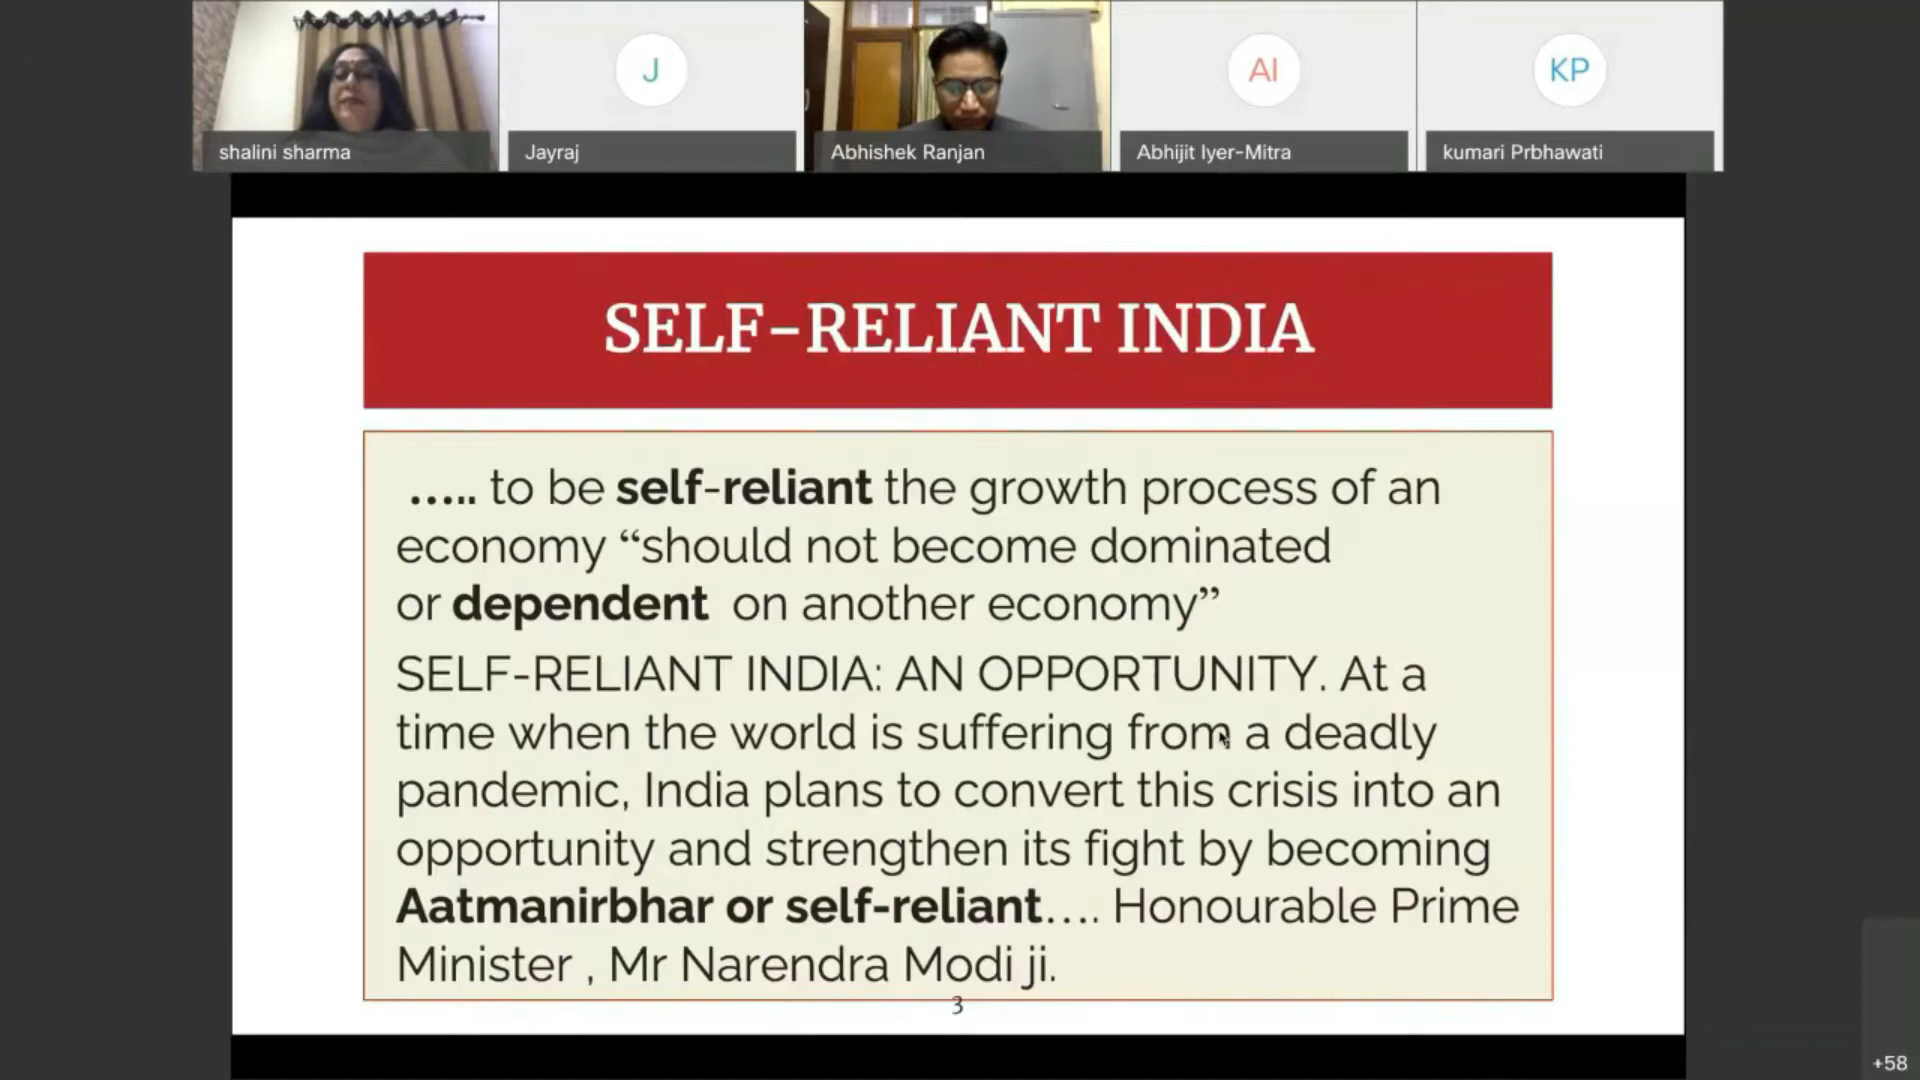 J
AI
KP
shalini sharma
Jayraj
Abhishek Ranjan
Abhijit Iyer-Mitra
kumari Prbhawati
SELF-RELIANT INDIA
..... to be self-reliant the growth process of an
economy “should not become dominated
or dependent on another economy”
SELF-RELIANT INDIA: AN OPPORTUNITY. At a
time when the world is suffering from a deadly
pandemic, India plans to convert this crisis into an
opportunity and strengthen its fight by becoming
Aatmanirbhar or self-reliant.... Honourable Prime
Minister , Mr Narendra Modi ji.
3
+58